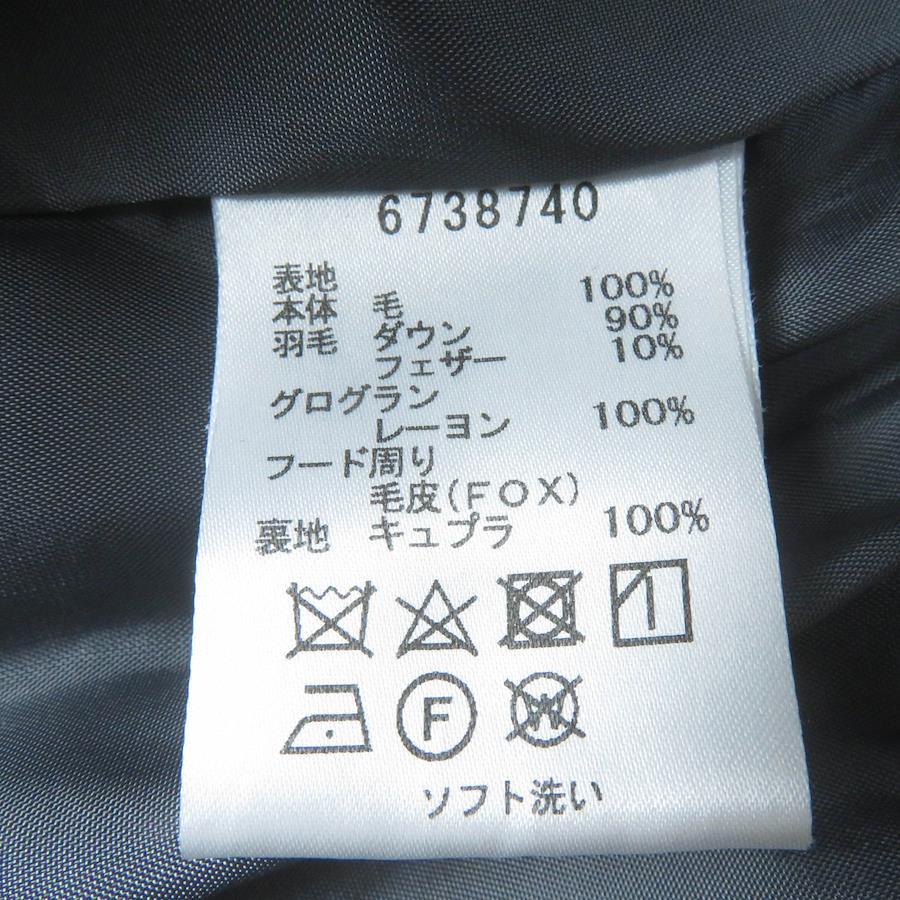 6738740
表地
本体　毛　100%
羽毛　ダウン　90%
フェザー　10%
グログラン
レーヨン　100%
フード周り
毛皮(FOX)
裏地　キュプラ　100%
F
W
ソフト洗い